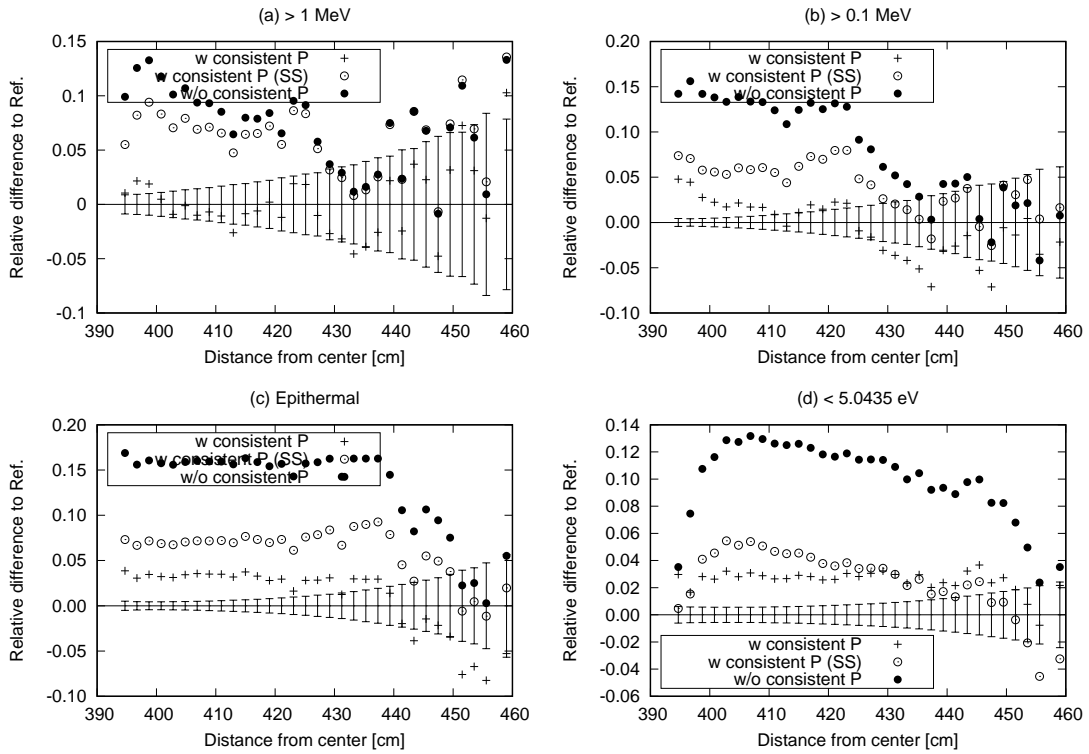 (a) > 1 MeV
Relative difference to Ref.
0.15
0.1
0.05
0
-0.05
-0.1
w consistent P
w consistent P (SS)
w/o consistent P
390 400 410 420 430 440 450 460
Distance from center [cm]
(b) > 0.1 MeV
Relative difference to Ref.
0.20
0.15
0.10
0.05
0.00
-0.05
-0.10
w consistent P
w consistent P (SS)
w/o consistent P
390 400 410 420 430 440 450 460
Distance from center [cm]
(c) Epithermal
Relative difference to Ref.
0.20
0.15
0.10
0.05
0.00
-0.05
-0.10
w consistent P
w consistent P (SS)
w/o consistent P
390 400 410 420 430 440 450 460
Distance from center [cm]
(d) < 5.0435 eV
Relative difference to Ref.
0.14
0.12
0.10
0.08
0.06
0.04
0.02
0.00
-0.02
-0.04
-0.06
w consistent P
w consistent P (SS)
w/o consistent P
390 400 410 420 430 440 450 460
Distance from center [cm]